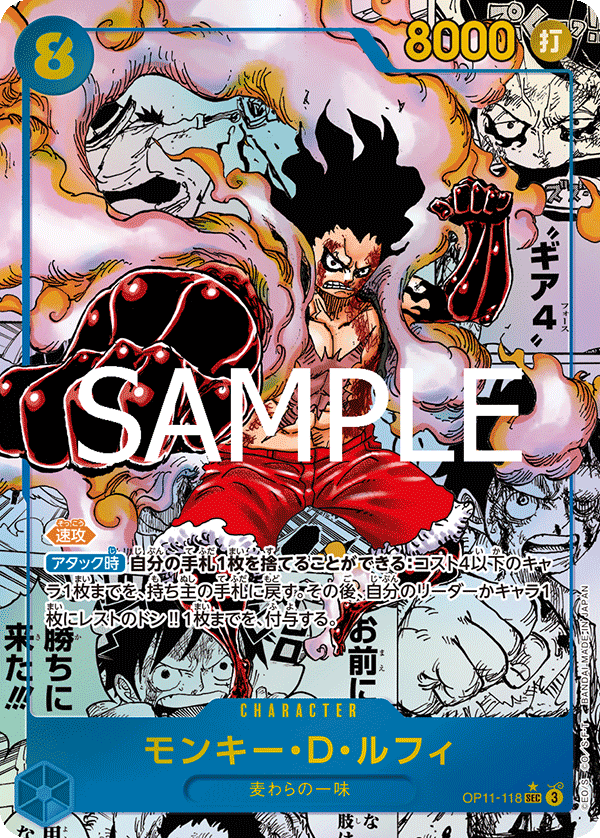 8
8000 打
"ギア4"
フォース
SAMPLE
速攻
そっこう
アタック時 自分の手札1枚を捨てることができる:コスト4以下のキャ
ラ1枚までを、持ち主の手札に戻す。その後、自分のリーダーかキャラ1
枚にレストのドン!!1枚までを、付与する。
勝ちに
来た!!!
お前に
CHARACTER
モンキー・D・ルフィ
麦わらの一味
OP11-118 SEC 3